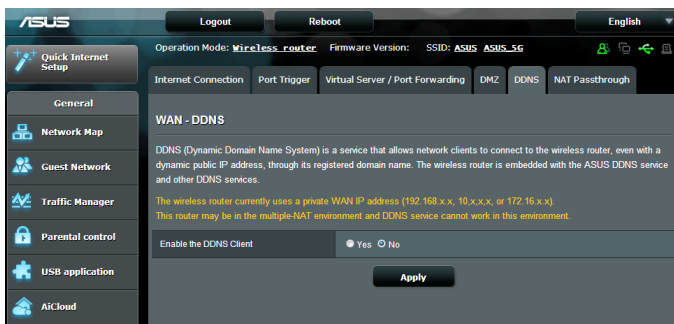 ASUS
Logout
Reboot
English
Quick Internet Setup
Operation Mode: Wireless router Firmware Version: SSID: ASUS ASUS_5G
Internet Connection Port Trigger Virtual Server / Port Forwarding DMZ DDNS NAT Passthrough
General
Network Map
Guest Network
Traffic Manager
Parental control
USB application
AiCloud
WAN - DDNS
DDNS (Dynamic Domain Name System) is a service that allows network clients to connect to the wireless router, even with a
dynamic public IP address, through its registered domain name. The wireless router is embedded with the ASUS DDNS service
and other DDNS services.
The wireless router currently uses a private WAN IP address (192.168.x.x, 10,x,x,x, or 172.16.x.x).
This router may be in the multiple-NAT environment and DDNS service cannot work in this environment.
Enable the DDNS Client Yes No
Apply